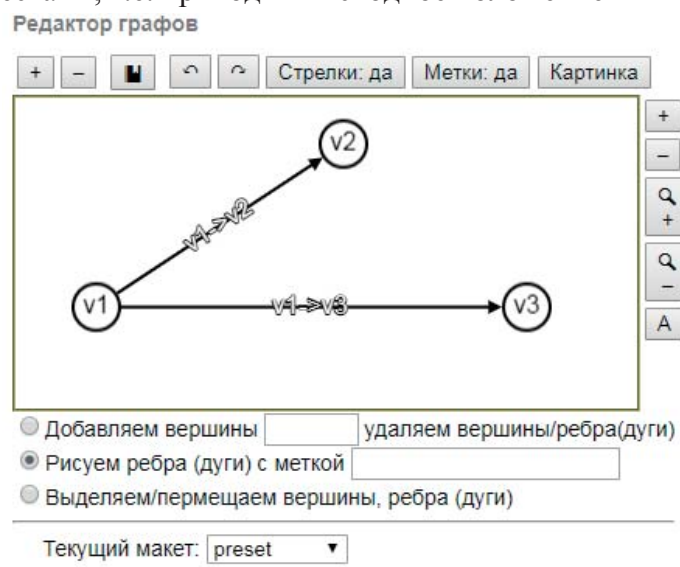 Редактор графов
+ – Стрелки: да Метки: да Картинка
+
v2
–
v1->v2
+
–
v1 v1->v3 v3
A
Добавляем вершины удаляем вершины/ребра(дуги)
Рисуем ребра (дуги) с меткой
Выделяем/пермещаем вершины, ребра (дуги)
Текущий макет: preset